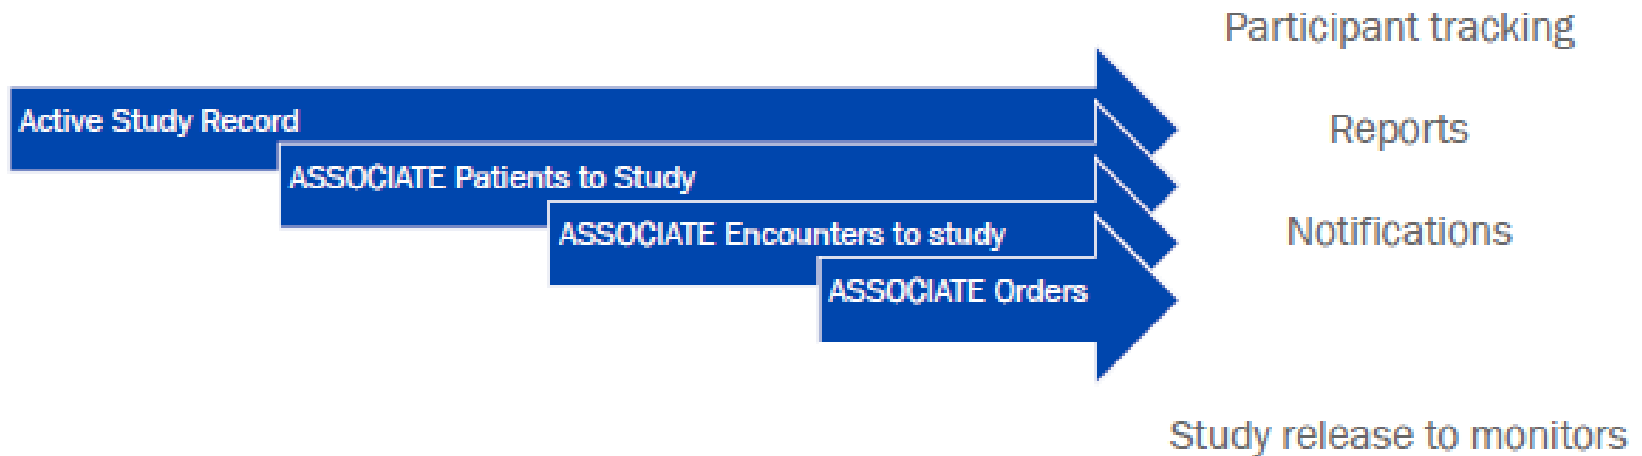 Participant tracking
Active Study Record
Reports
ASSOCIATE Patients to Study
ASSOCIATE Encounters to study
Notifications
ASSOCIATE Orders
Study release to monitors